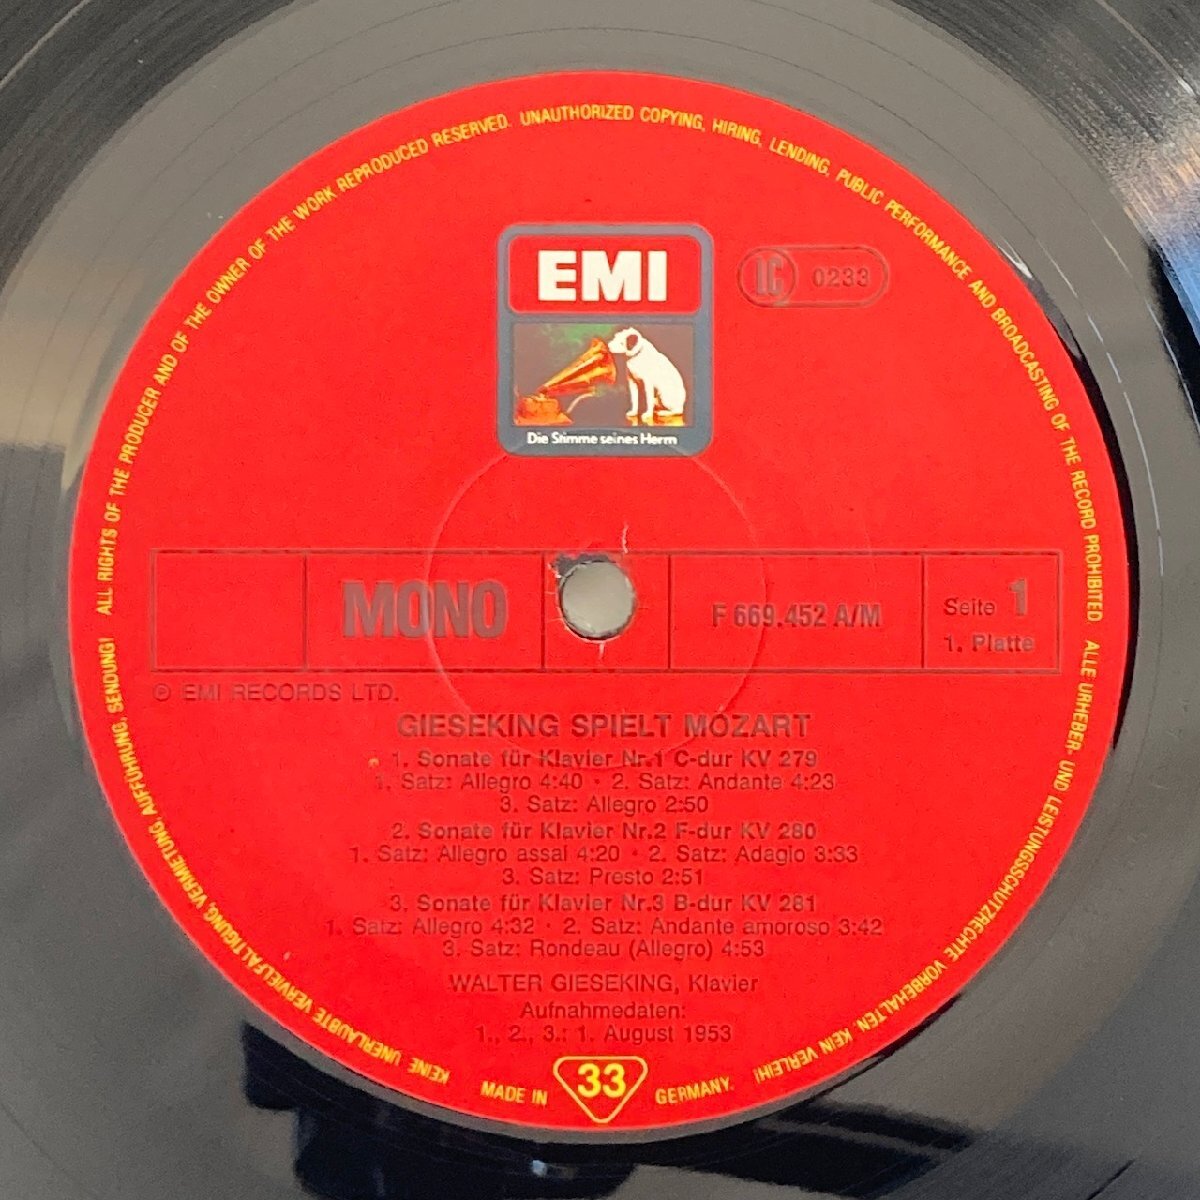 ALL RIGHTS OF THE PRODUCER AND OF THE OWNER OF THE WORK REPRODUCED RESERVED. UNAUTHORIZED COPYING, HIRING, LENDING, PUBLIC PERFORMANCE AND BROADCASTING OF THE RECORD PROHIBITED.
ALLE URHEBER- UND LEISTUNGSSCHUTZRECHTE VORBEHALTEN. KEIN VERLEIH!
KEINE UNERLAUBTE VERVIELFÄLTIGUNG, VERMIETUNG, AUFFÜHRUNG, SENDUNG!
EMI
LC 0233
Die Stimme seines Herrn
MONO
F 669.452 A/M
Seite 1
1. Platte
© EMI RECORDS LTD.
GIESEKING SPIELT MOZART
1. Sonate für Klavier Nr.1 C-dur KV 279
1. Satz: Allegro 4:40 · 2. Satz: Andante 4:23
3. Satz: Allegro 2:50
2. Sonate für Klavier Nr.2 F-dur KV 280
1. Satz: Allegro assai 4:20 · 2. Satz: Adagio 3:33
3. Satz: Presto 2:51
3. Sonate für Klavier Nr.3 B-dur KV 281
1. Satz: Allegro 4:32 · 2. Satz: Andante amoroso 3:42
3. Satz: Rondeau (Allegro) 4:53
WALTER GIESEKING, Klavier
Aufnahmedaten:
1., 2., 3.: 1. August 1953
MADE IN 33 GERMANY.